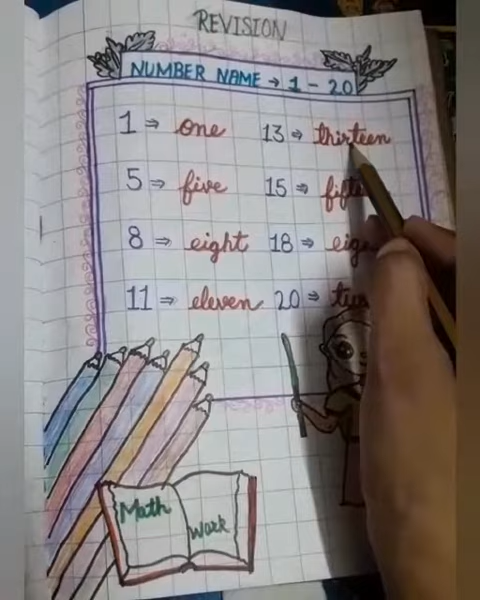 REVISION
NUMBER NAME → 1 - 20
1 ⇒ one 13 ⇒ thirteen
5 ⇒ five 15 ⇒
8 ⇒ eight 18 ⇒
11 ⇒ eleven 20 ⇒
Math Work